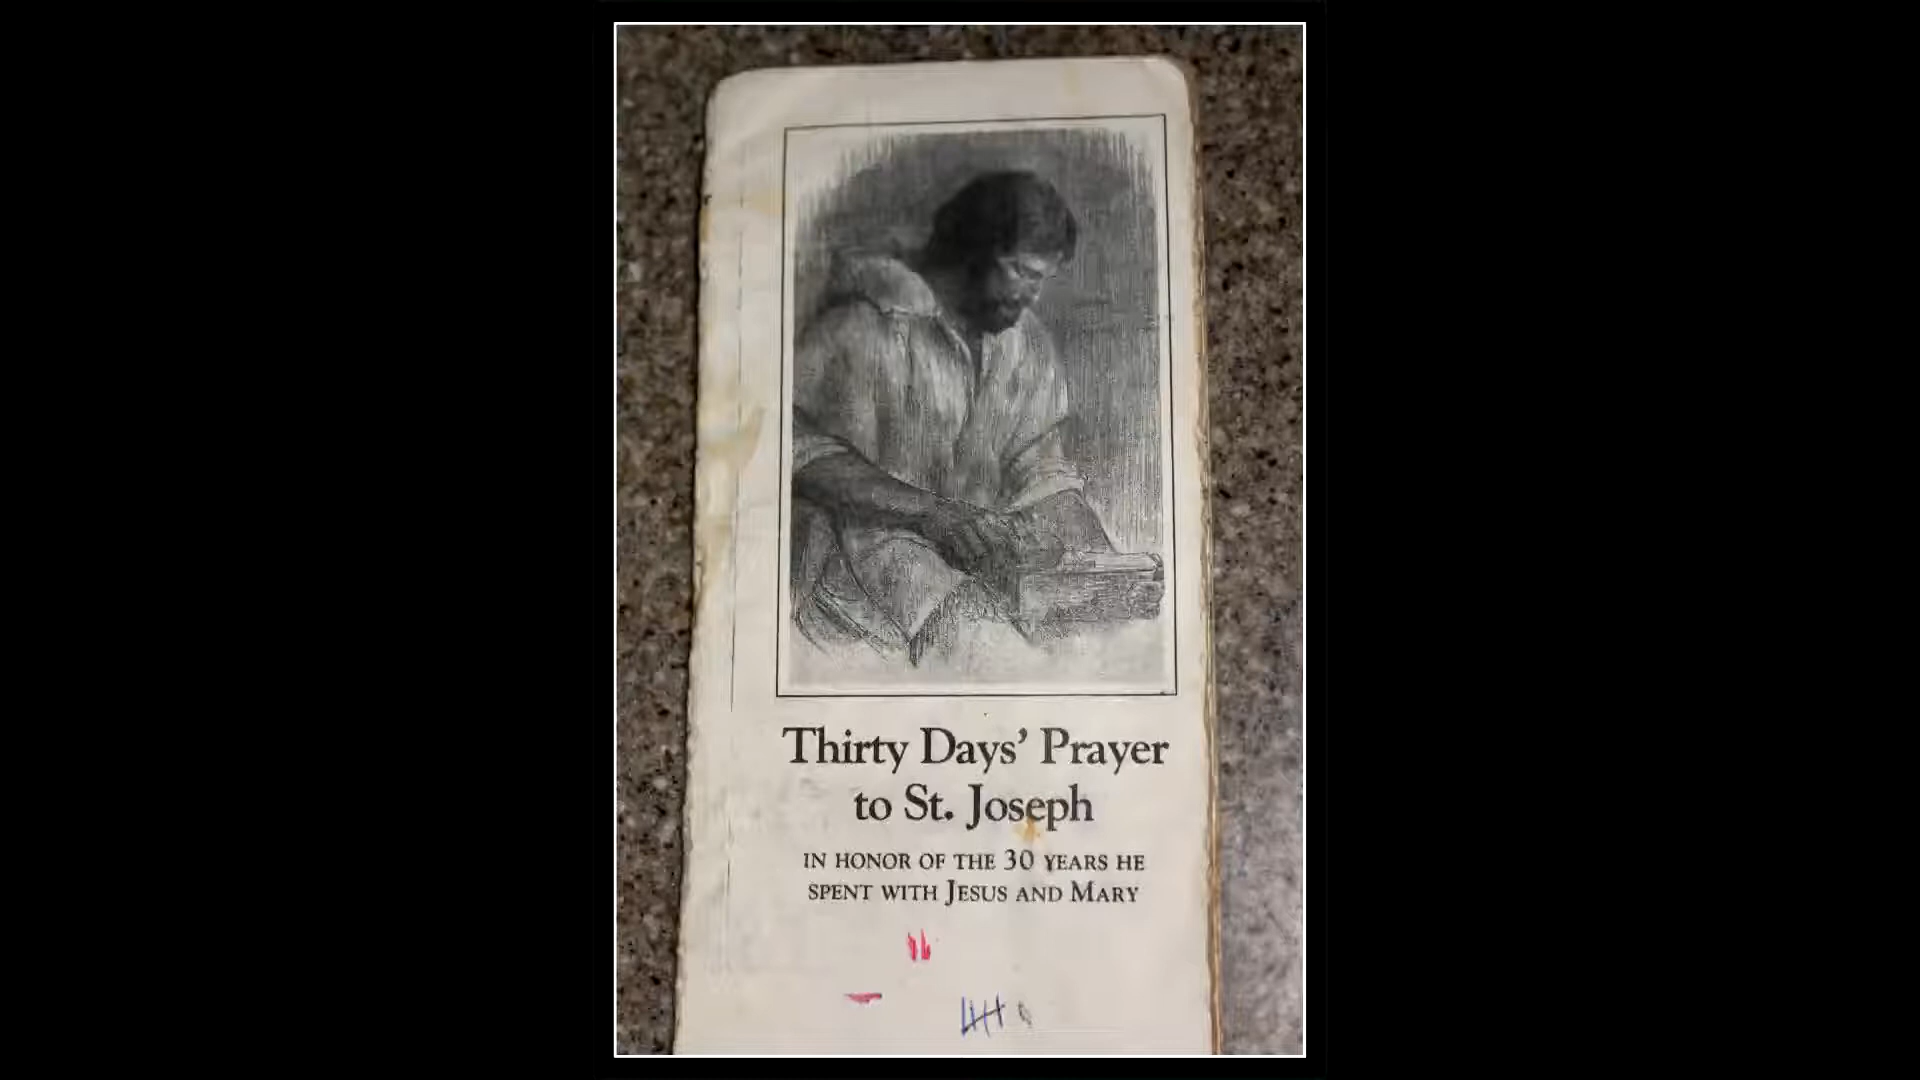 Thirty Days’ Prayer
to St. Joseph
IN HONOR OF THE 30 YEARS HE
SPENT WITH JESUS AND MARY